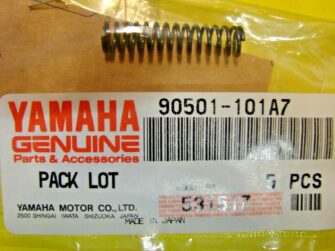 YAMAHA 90501-101A7
GENUINE
Parts & Accessories
PACK LOT 5 PCS
YAMAHA MOTOR CO., LTD.
2500 SHINGAI IWATA SHIZUOKA JAPAN
MADE IN JAPAN